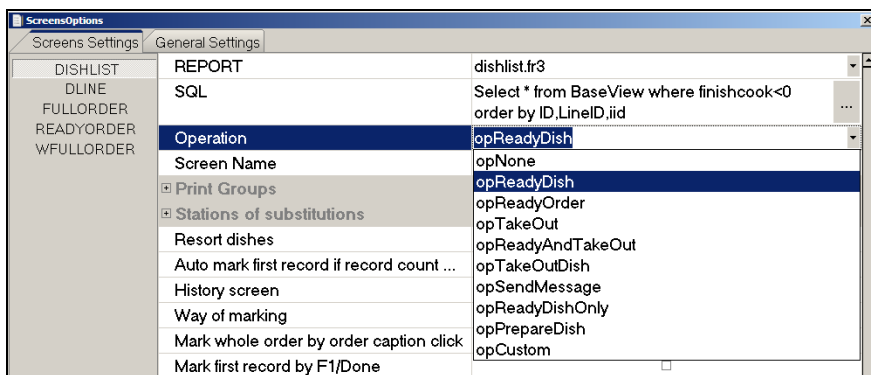 ScreensOptions
Screens Settings
General Settings
DISHLIST
DLINE
FULLORDER
READYORDER
WFULLORDER
REPORT
dishlist.fr3
SQL
Select * from BaseView where finishcook<0
order by ID,LineID,iid
...
Operation
opReadyDish
Screen Name
opNone
Print Groups
opReadyDish
Stations of substitutions
opReadyOrder
Resort dishes
opTakeOut
Auto mark first record if record count ...
opReadyAndTakeOut
History screen
opTakeOutDish
Way of marking
opSendMessage
Mark whole order by order caption click
opReadyDishOnly
Mark first record by F1/Done
opPrepareDish
opCustom